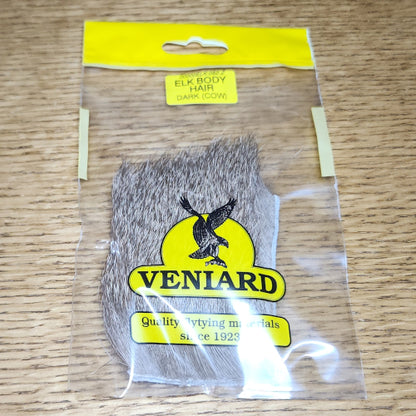 ELK BODY
HAIR
DARK (COW)
VENIARD
Quality flytying materials
since 1923